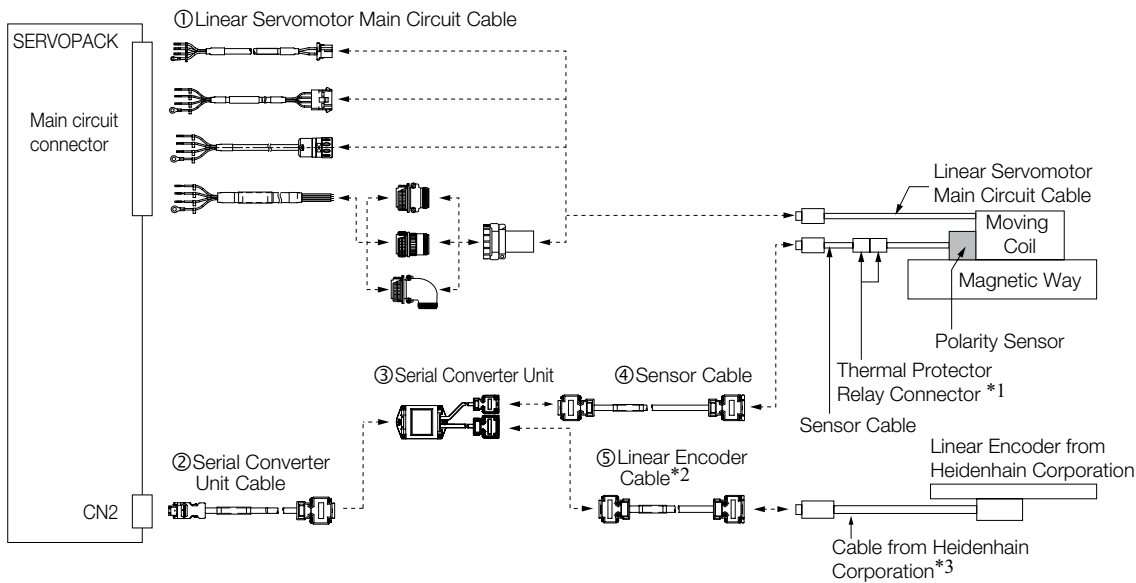 ①Linear Servomotor Main Circuit Cable
SERVOPACK
Main circuit
connector
Linear Servomotor
Main Circuit Cable
Moving
Coil
Magnetic Way
Polarity Sensor
Thermal Protector
Relay Connector *1
Sensor Cable
③Serial Converter Unit
④Sensor Cable
②Serial Converter
Unit Cable
⑤Linear Encoder
Cable*2
Linear Encoder from
Heidenhain Corporation
CN2
Cable from Heidenhain
Corporation*3